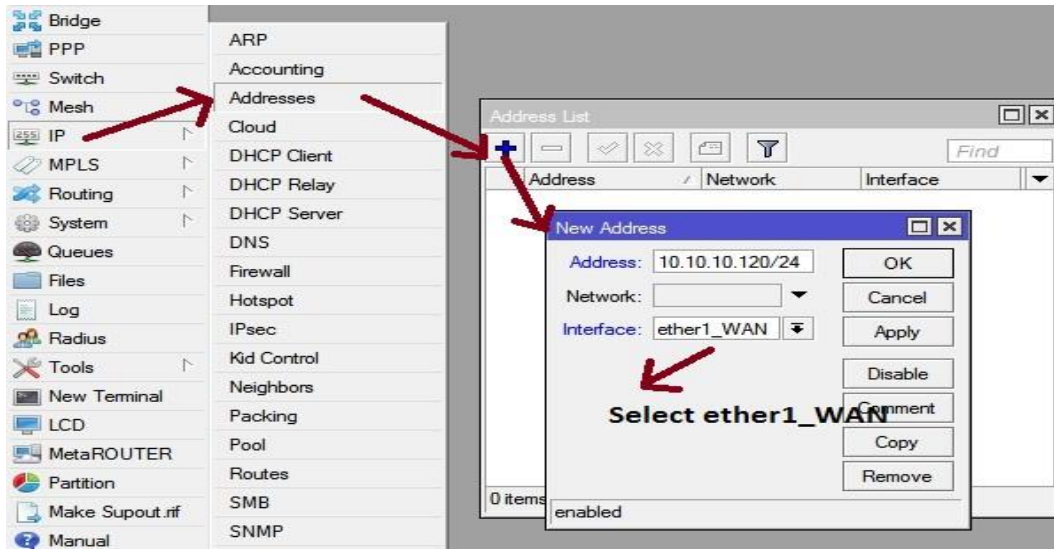 Bridge
PPP
Switch
Mesh
255 IP
MPLS
Routing
System
Queues
Files
Log
Radius
Tools
New Terminal
LCD
MetaROUTER
Partition
Make Supout.rif
Manual
ARP
Accounting
Addresses
Cloud
DHCP Client
DHCP Relay
DHCP Server
DNS
Firewall
Hotspot
IPsec
Kid Control
Neighbors
Packing
Pool
Routes
SMB
SNMP
Address List
Find
Address Network Interface
0 items
New Address
Address: 10.10.10.120/24
Network:
Interface: ether1_WAN
OK
Cancel
Apply
Disable
Comment
Copy
Remove
Select ether1_WAN
enabled